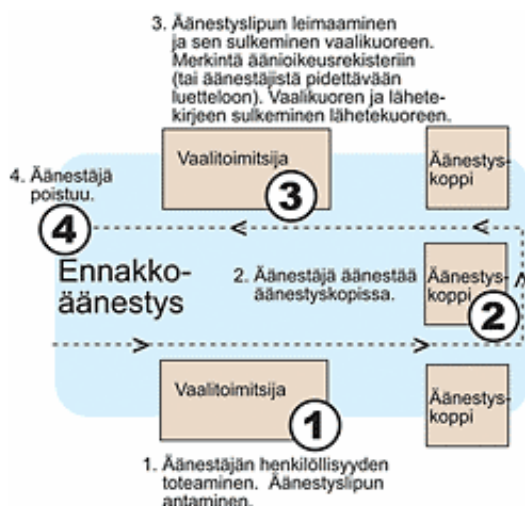 3. Äänestyslipun leimaaminen
ja sen sulkeminen vaalikuoreen.
Merkintä äänioikeusrekisteriin
(tai äänestäjistä pidettävään
luetteloon). Vaalikuoren ja lähete-
kirjeen sulkeminen lähetekuoreen.
Vaalitoimitsija
3
Äänestys-
koppi
4. Äänestäjä
poistuu.
4
Ennakko-
äänestys
2. Äänestäjä äänestää
äänestyskopissa.
Äänestys-
koppi
2
Vaalitoimitsija
1
Äänestys-
koppi
1. Äänestäjän henkilöllisyyden
toteaminen. Äänestyslipun
antaminen.